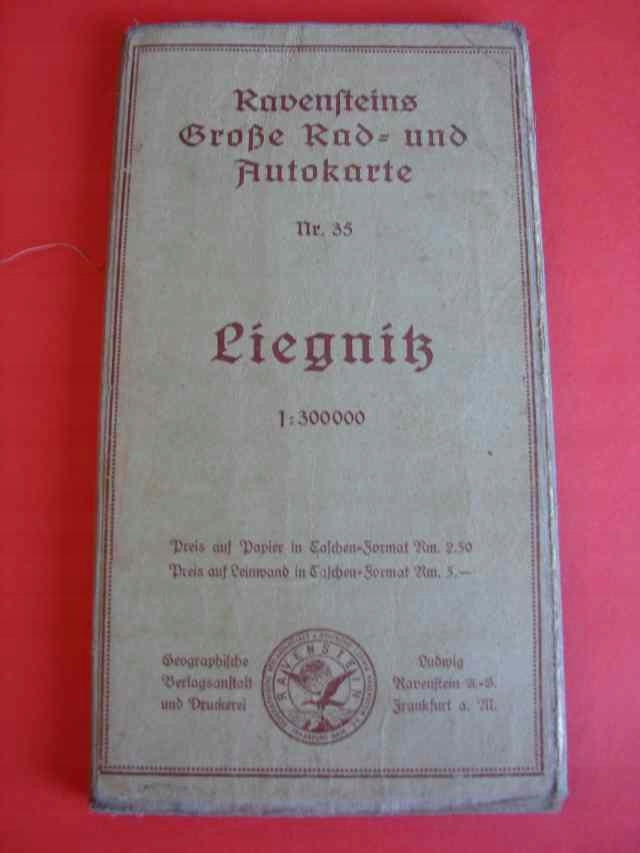 Ravenſteins
Große Rad- und
Autokarte
Nr. 35
Liegnitz
1:300000
Preis auf Papier in Taſchen-Format Rm. 2.50
Preis auf Leinwand in Taſchen-Format Rm. 5.—
Geographiſche
Verlagsanſtalt
und Druckerei
RAVENSTEIN
Ludwig
Ravenſtein A.-G.
Frankfurt a. M.